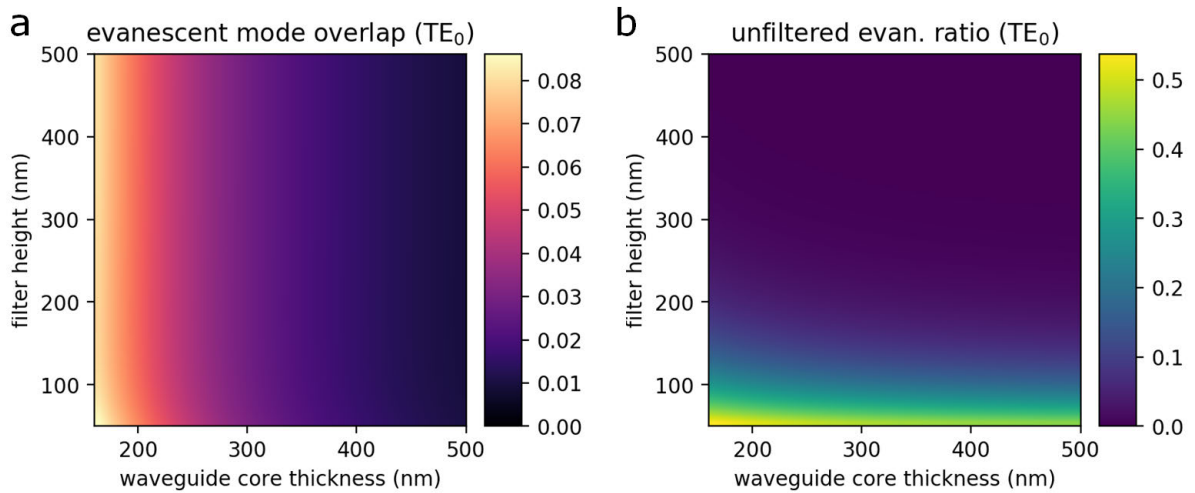 a
evanescent mode overlap (TE₀)
500
400
300
200
100
filter height (nm)
200 300 400 500
waveguide core thickness (nm)
0.08
0.07
0.06
0.05
0.04
0.03
0.02
0.01
0.00
b
unfiltered evan. ratio (TE₀)
500
400
300
200
100
filter height (nm)
200 300 400 500
waveguide core thickness (nm)
0.5
0.4
0.3
0.2
0.1
0.0